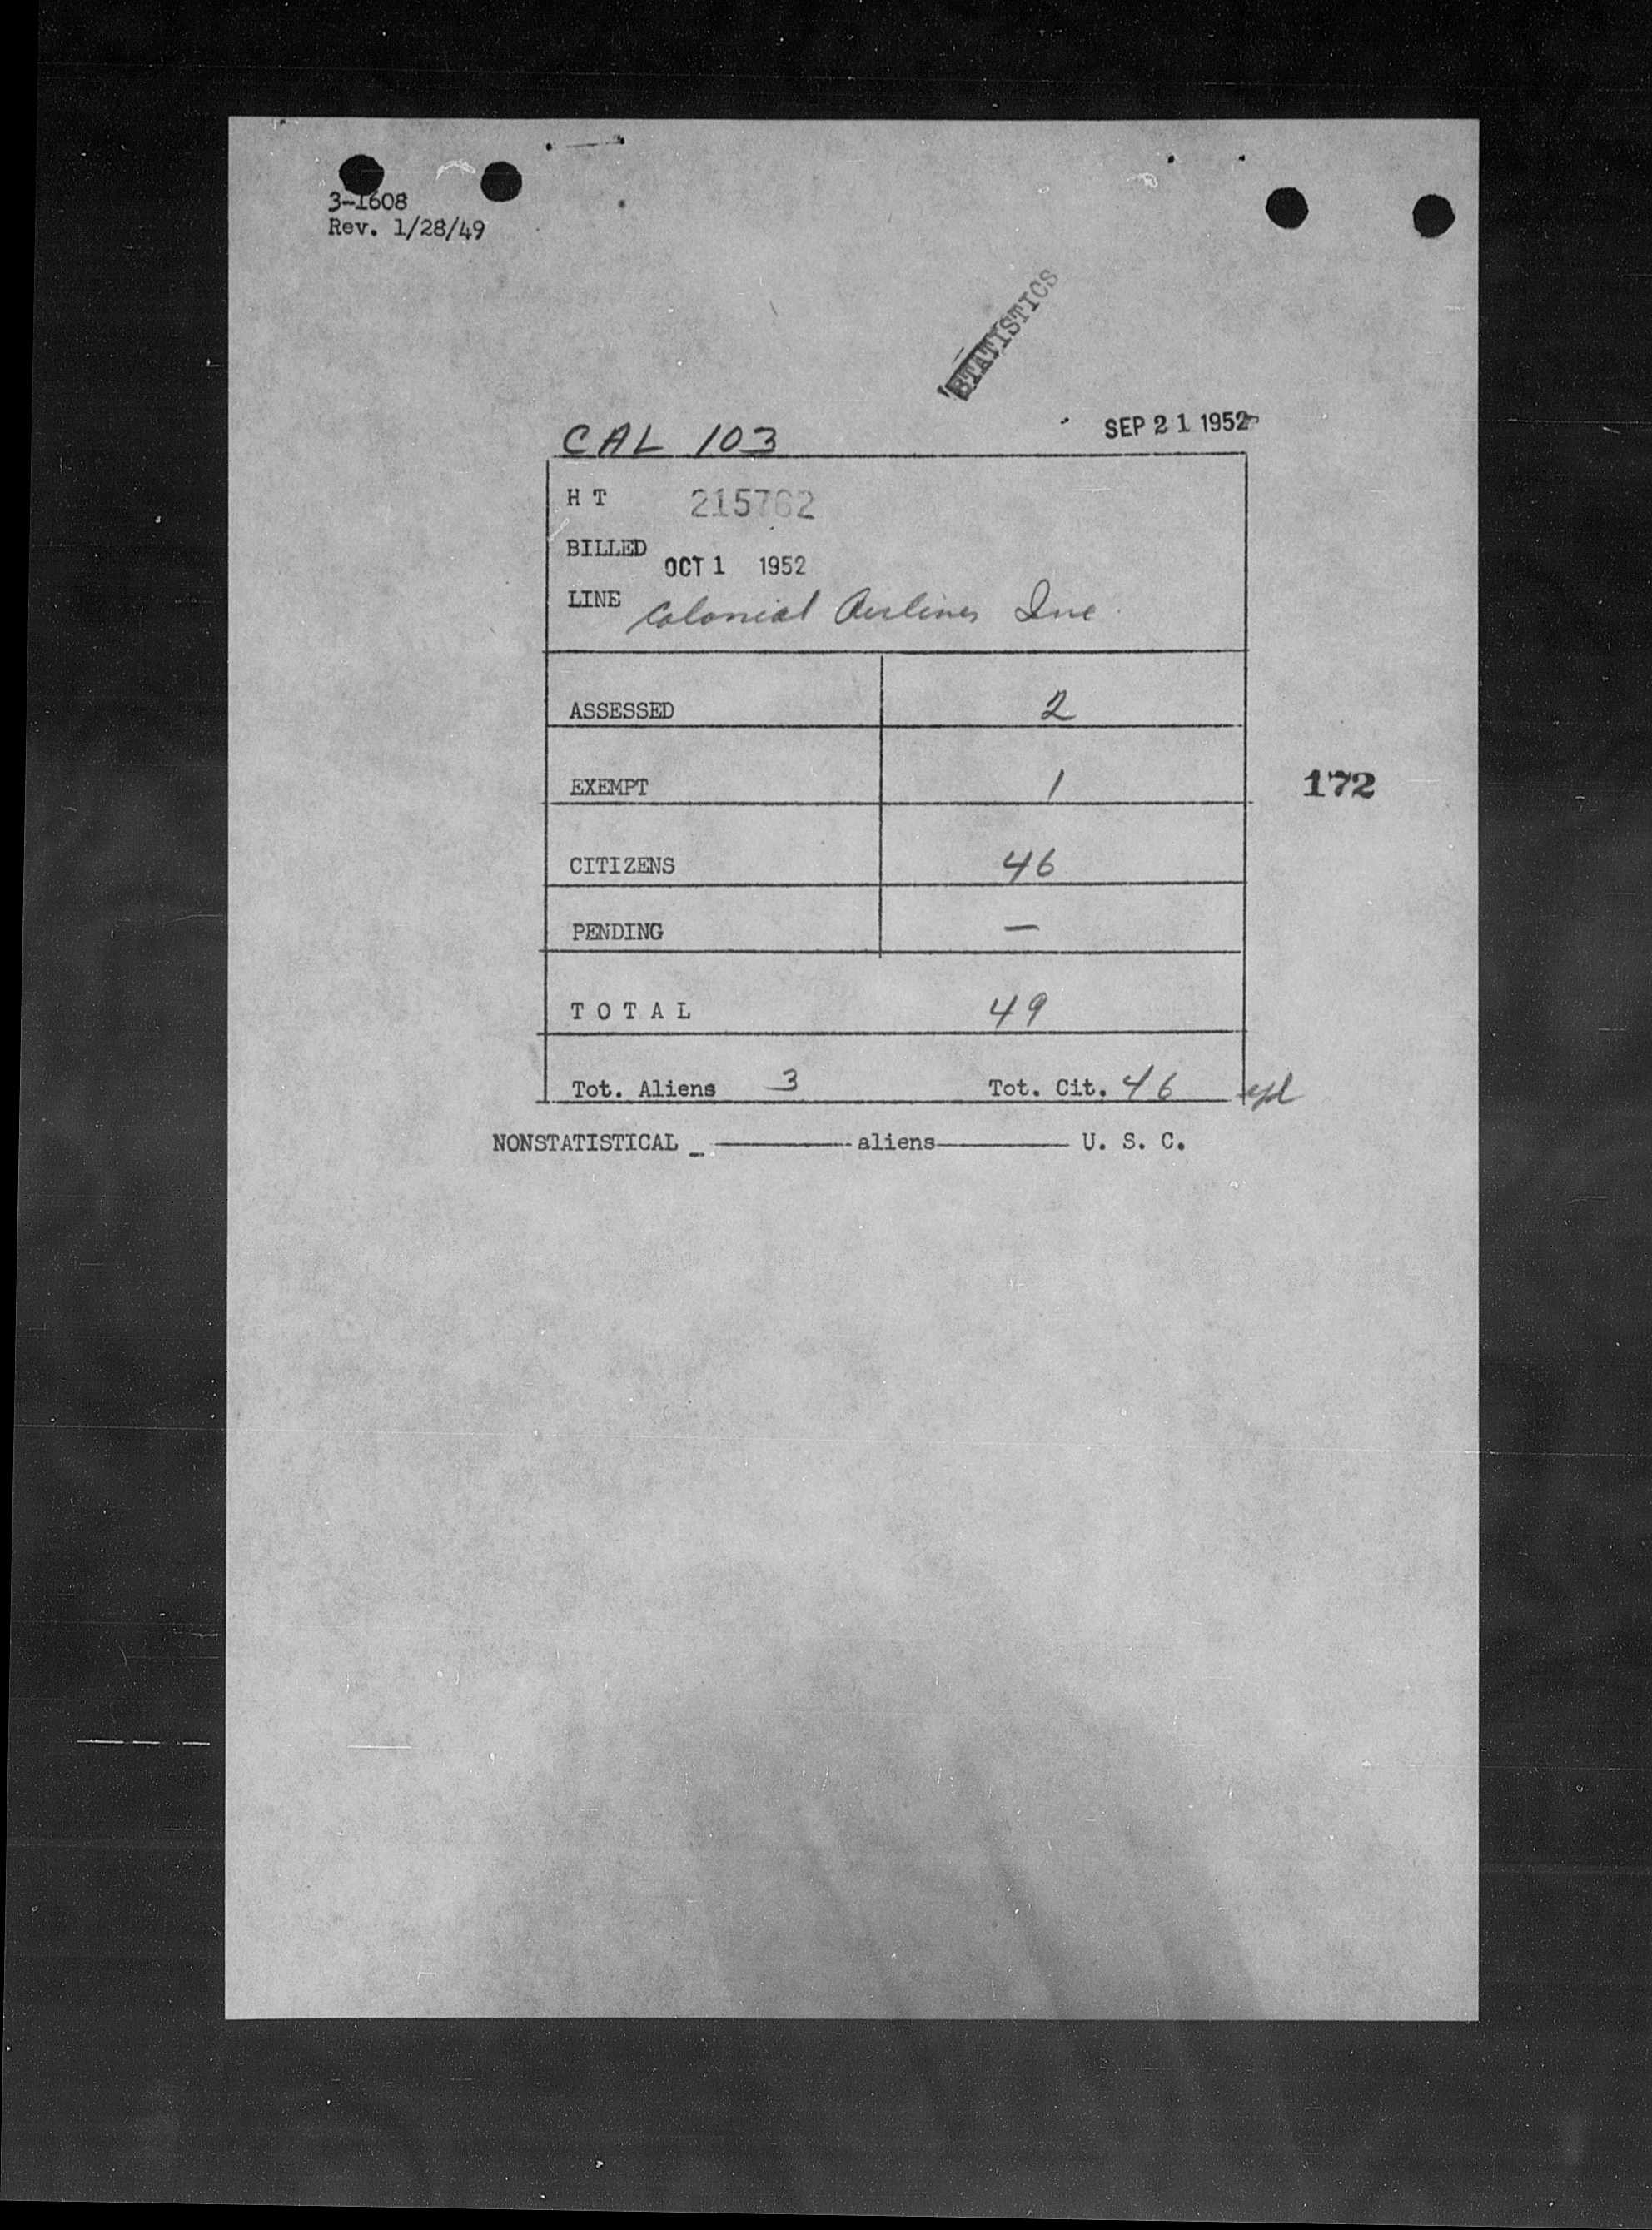 3-1608
Rev. 1/28/49
STATISTICS
SEP 21 1952
CAL 103
H T 215762
BILLED
OCT 1 1952
LINE Colonial Airlines Inc
ASSESSED 2
EXEMPT 1
172
CITIZENS 46
PENDING —
T O T A L 49
Tot. Aliens 3 Tot. Cit. 46
NONSTATISTICAL _ ———— aliens———— U. S. C.